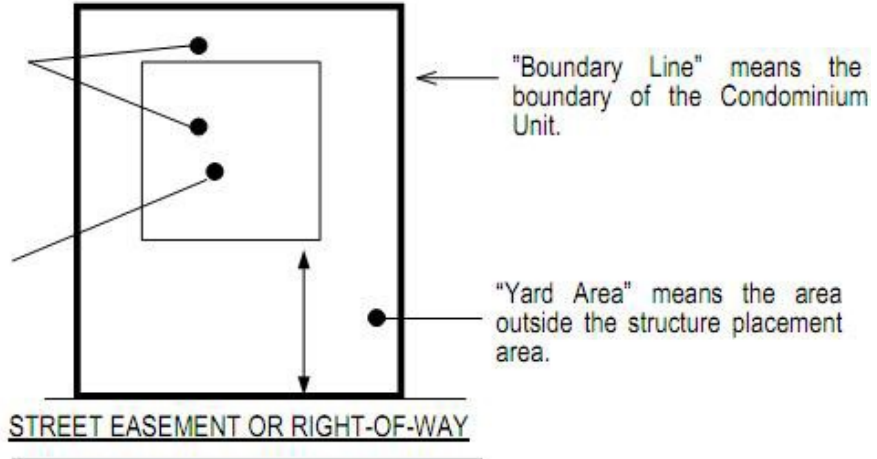 "Boundary Line" means the
boundary of the Condominium
Unit.
“Yard Area” means the area
outside the structure placement
area.
STREET EASEMENT OR RIGHT-OF-WAY